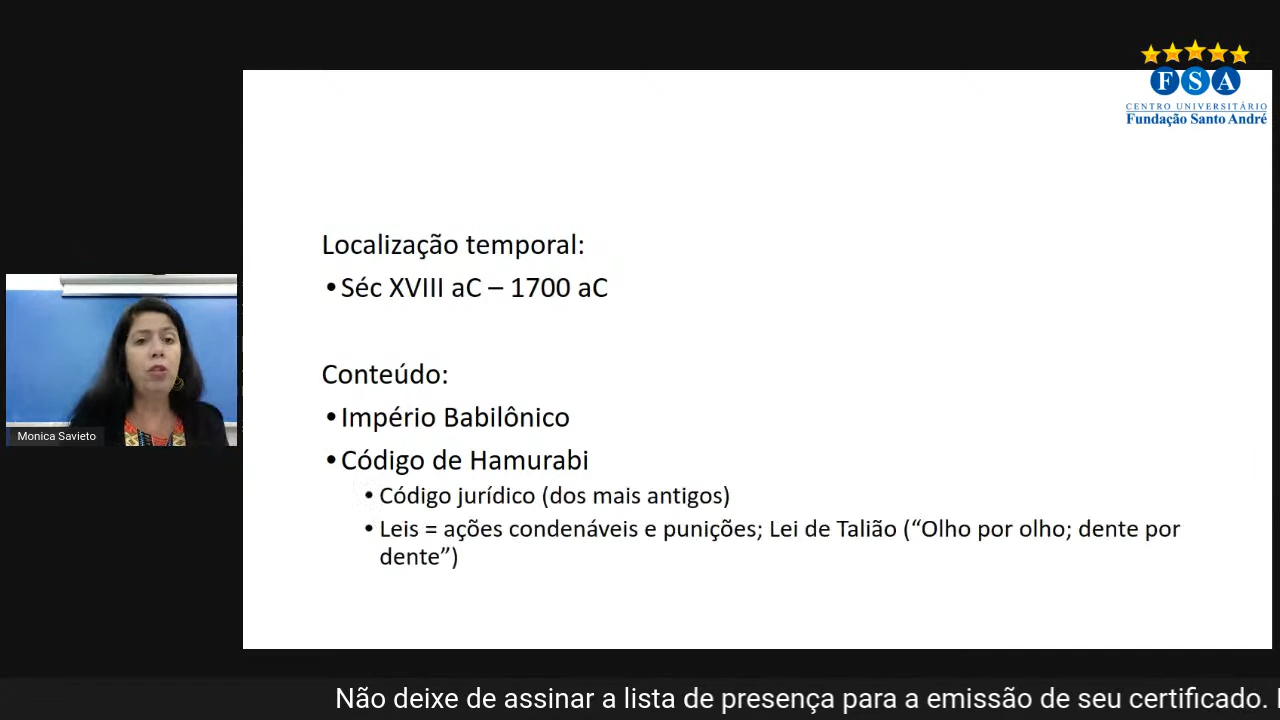 FSA
CENTRO UNIVERSITÁRIO
Fundação Santo André
Localização temporal:
•Séc XVIII aC – 1700 aC
Conteúdo:
•Império Babilônico
•Código de Hamurabi
• Código jurídico (dos mais antigos)
• Leis = ações condenáveis e punições; Lei de Talião (“Olho por olho; dente por
dente”)
Monica Savieto
Não deixe de assinar a lista de presença para a emissão de seu certificado.